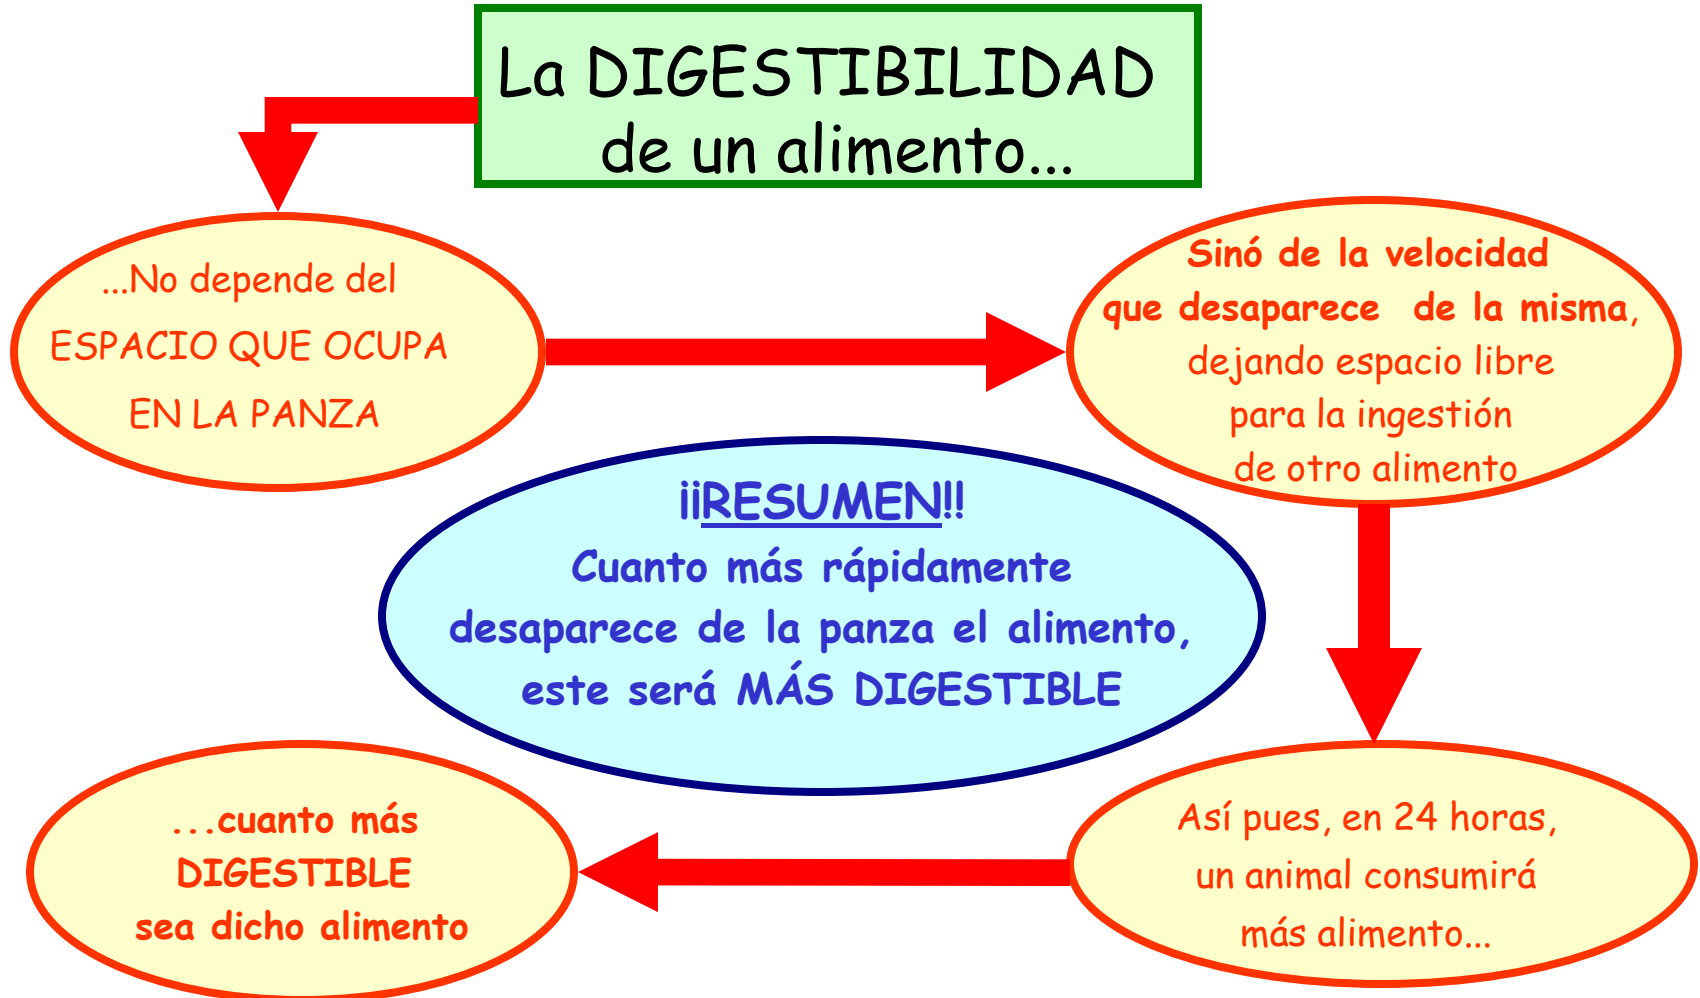 La DIGESTIBILIDAD
de un alimento...
...No depende del
ESPACIO QUE OCUPA
EN LA PANZA
Sinó de la velocidad
que desaparece de la misma,
dejando espacio libre
para la ingestión
de otro alimento
¡¡RESUMEN!!
Cuanto más rápidamente
desaparece de la panza el alimento,
este será MÁS DIGESTIBLE
Así pues, en 24 horas,
un animal consumirá
más alimento...
...cuanto más
DIGESTIBLE
sea dicho alimento